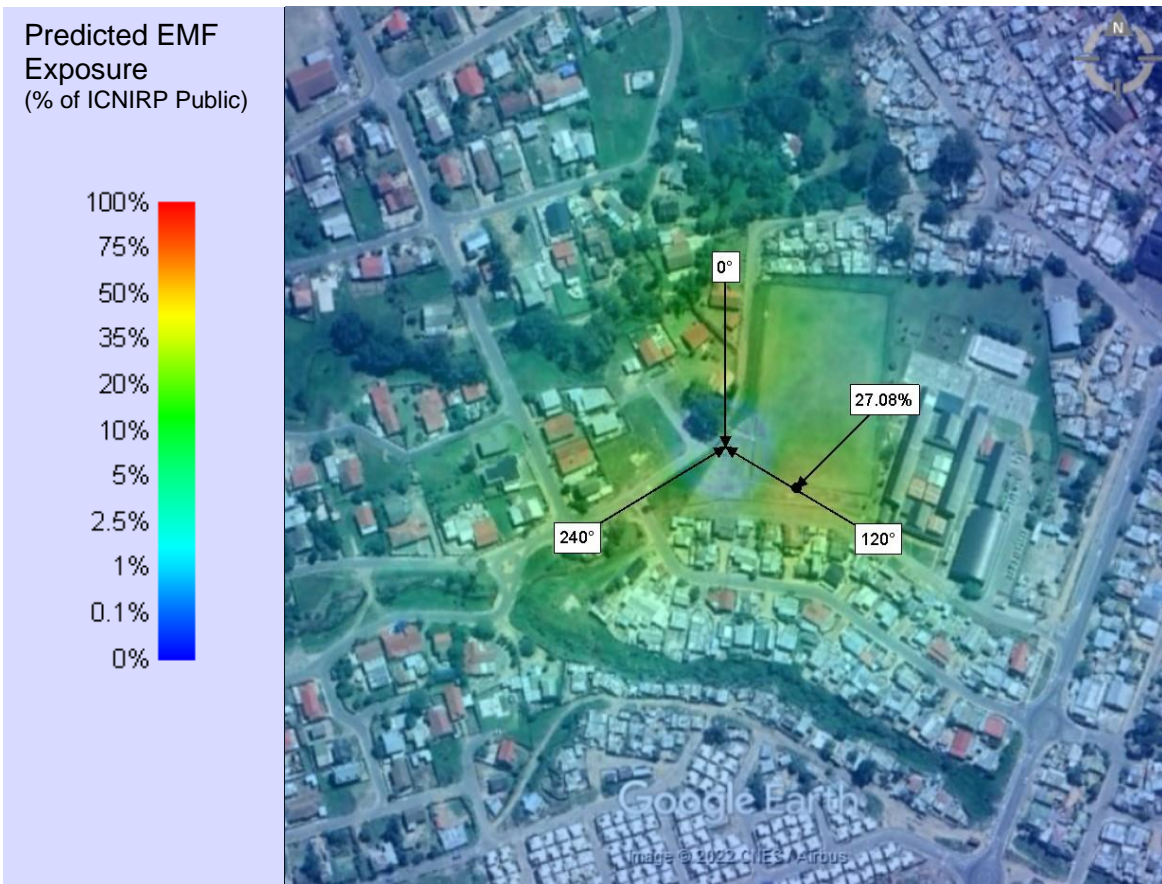 Predicted EMF
Exposure
(% of ICNIRP Public)
100%
75%
50%
35%
20%
10%
5%
2.5%
1%
0.1%
0%
N
0°
27.08%
240°
120°
Google Earth
Image © 2022 CNES / Airbus